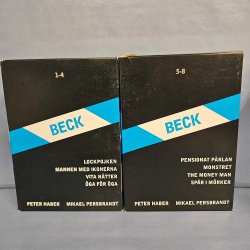 1-4
BECK
LOCKPOJKEN
MANNEN MED IKONERNA
VITA NÄTTER
ÖGA FÖR ÖGA
PETER HABER MIKAEL PERSBRANDT
5-8
BECK
PENSIONAT PÄRLAN
MONSTRET
THE MONEY MAN
SPÅR I MÖRKER
PETER HABER MIKAEL PERSBRANDT